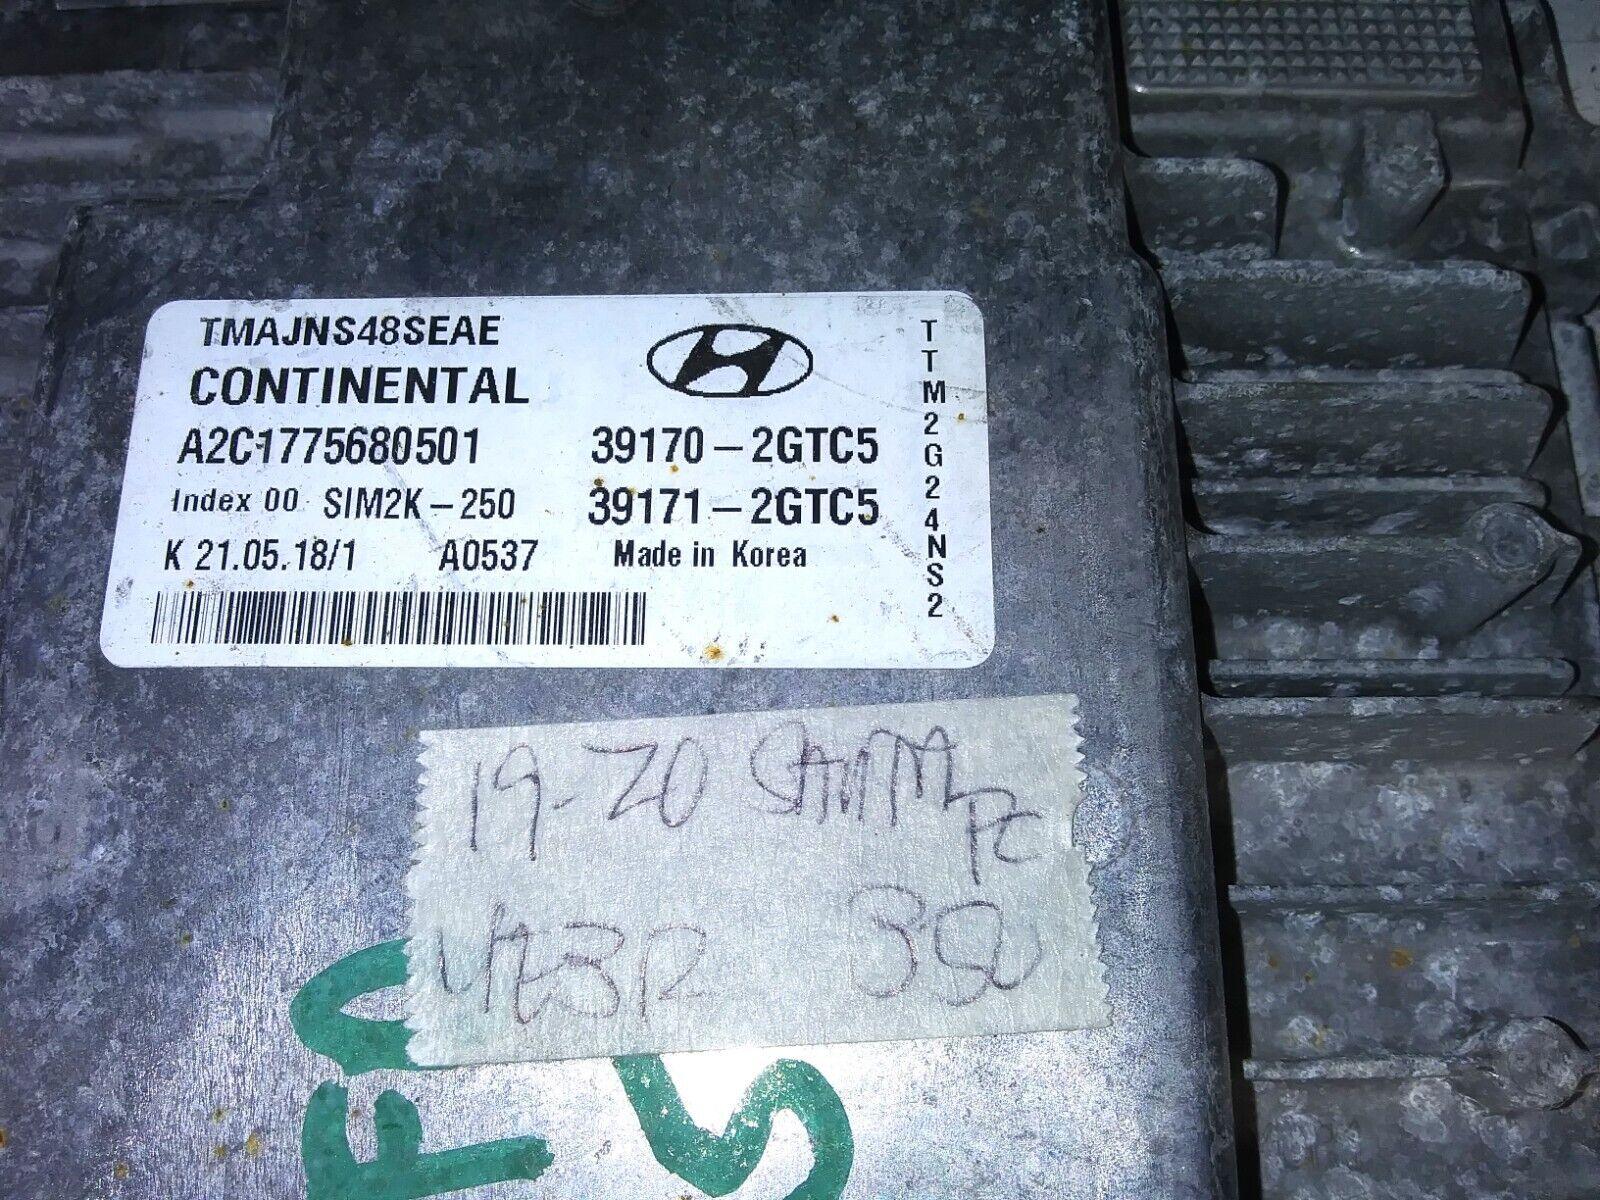 TMAJNS48SEAE
CONTINENTAL
A2C1775680501
Index 00 SIM2K-250
K 21.05.18/1 A0537
39170-2GTC5
39171-2GTC5
Made in Korea
TTM2G24NS2
19-20
350